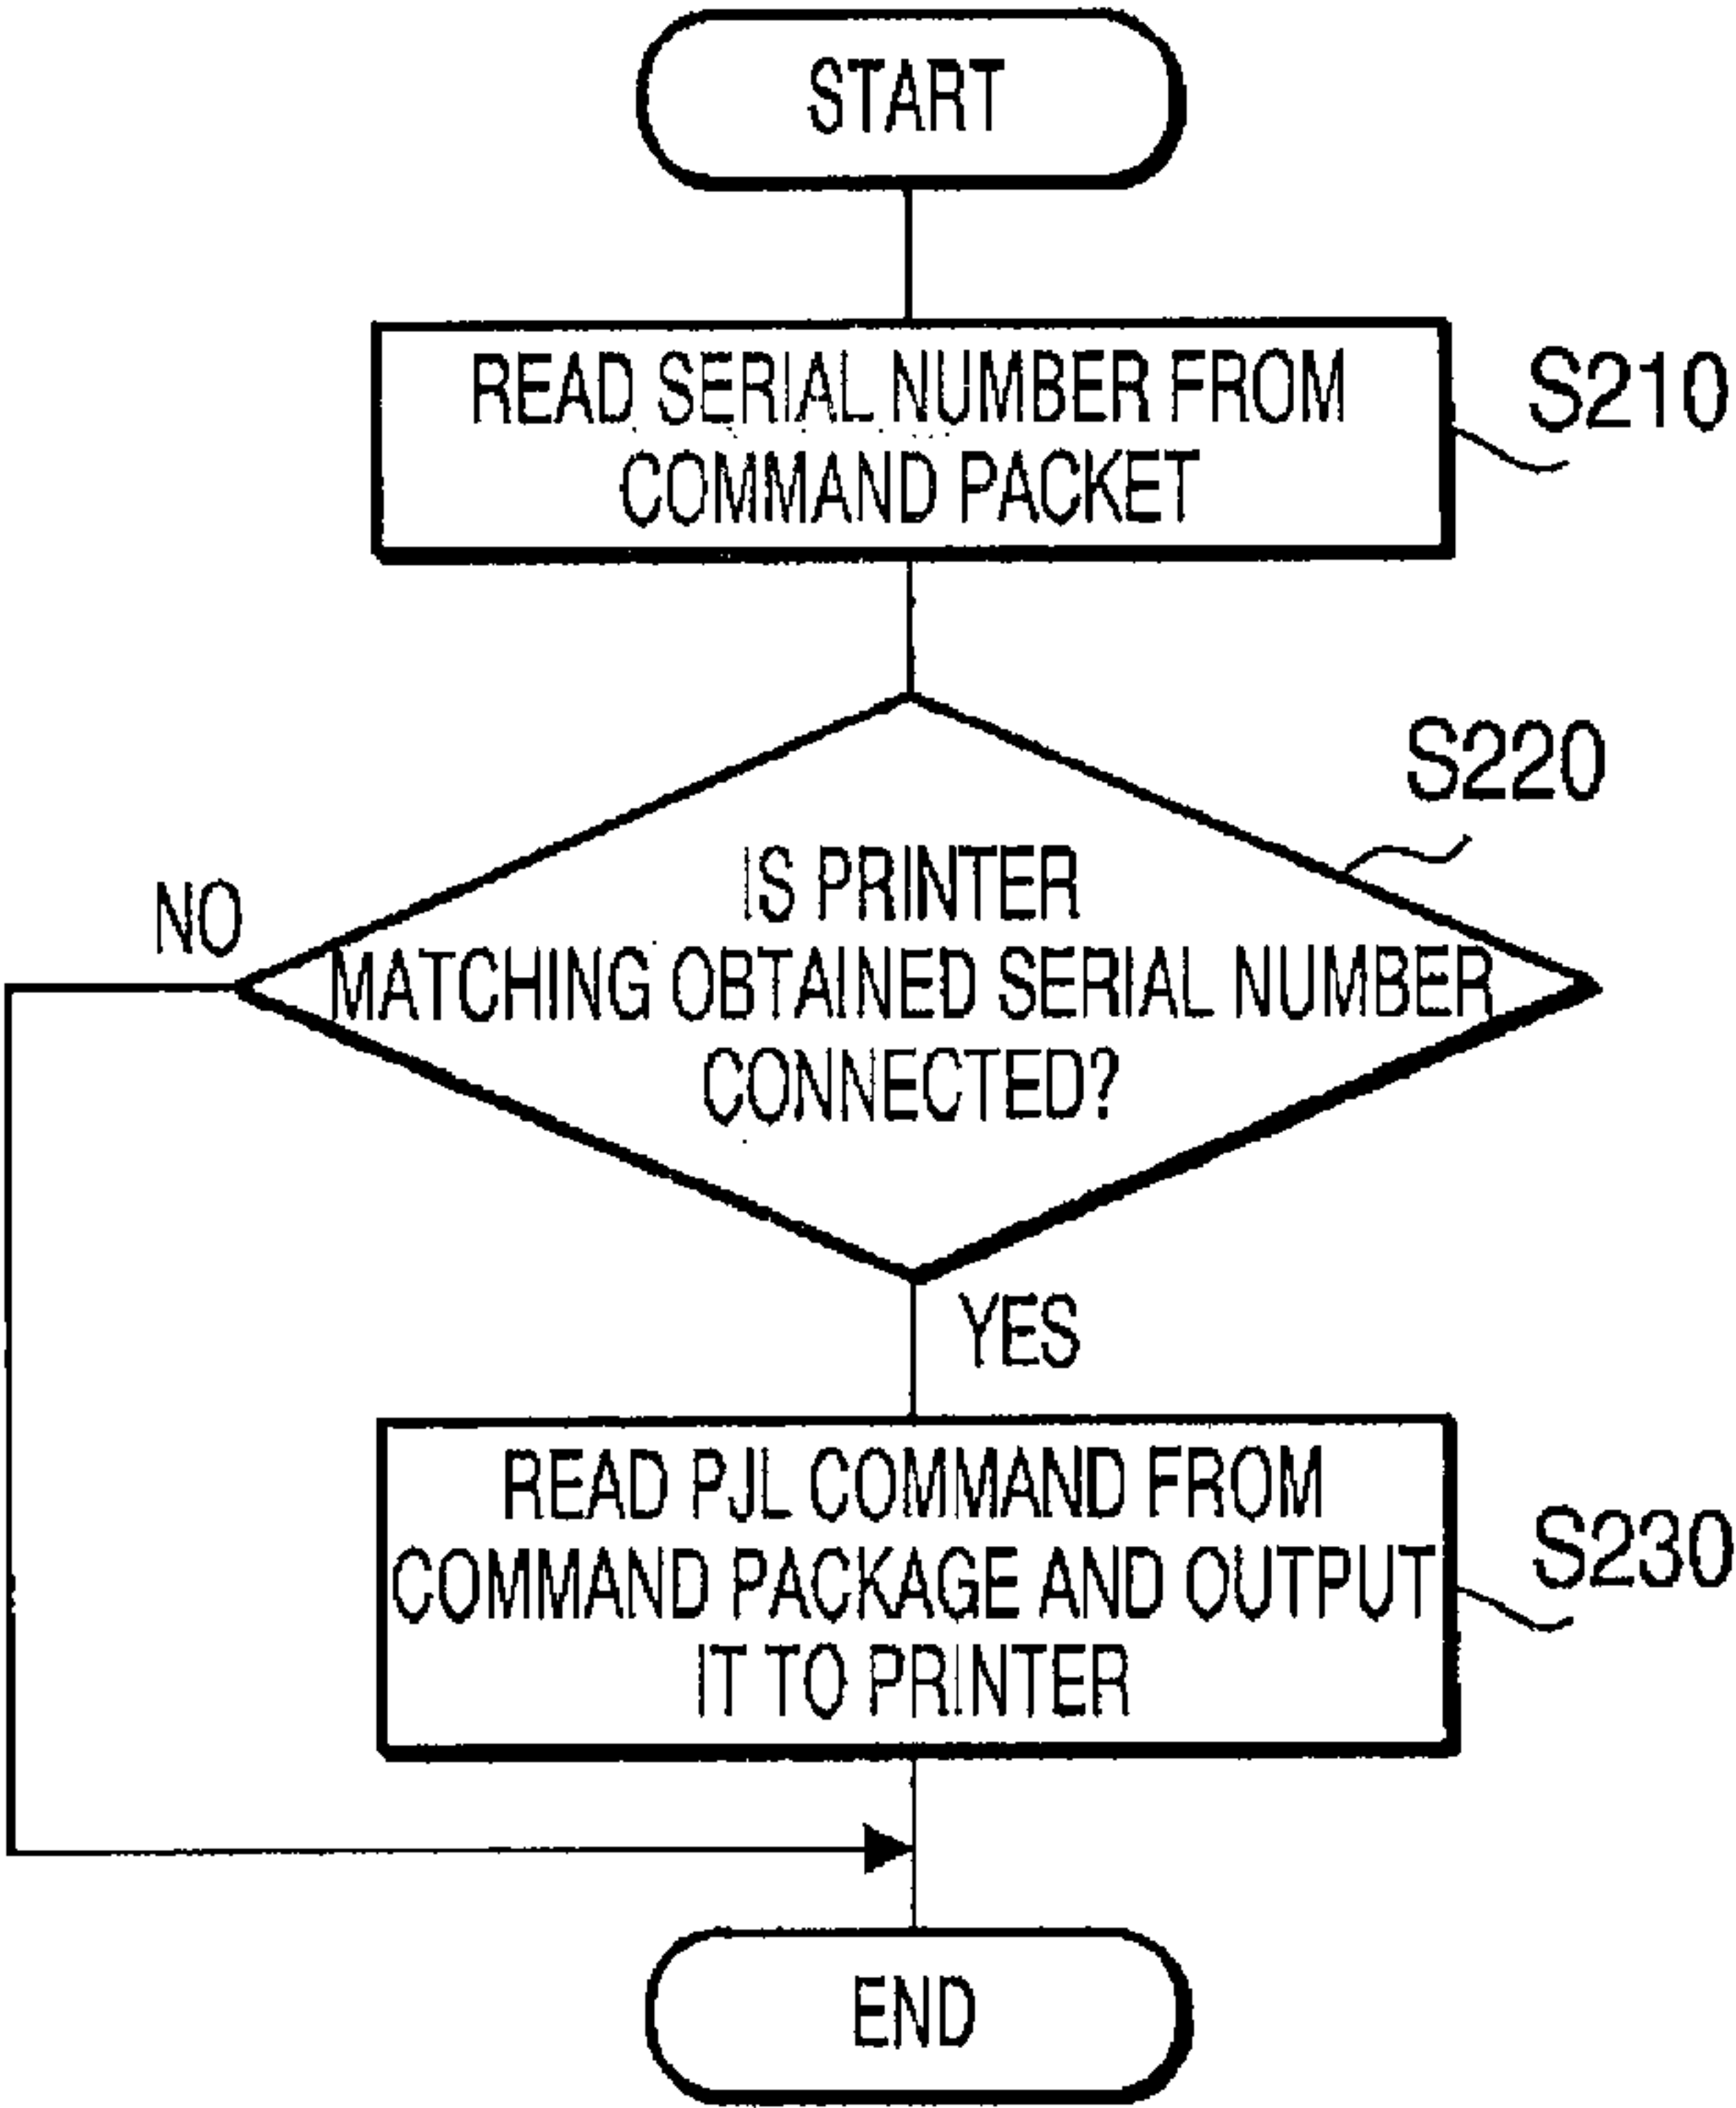 START
READ SERIAL NUMBER FROM
COMMAND PACKET
S210
S220
IS PRINTER
MATCHING OBTAINED SERIAL NUMBER
CONNECTED?
NO
YES
READ PJL COMMAND FROM
COMMAND PACKAGE AND OUTPUT
IT TO PRINTER
S230
END